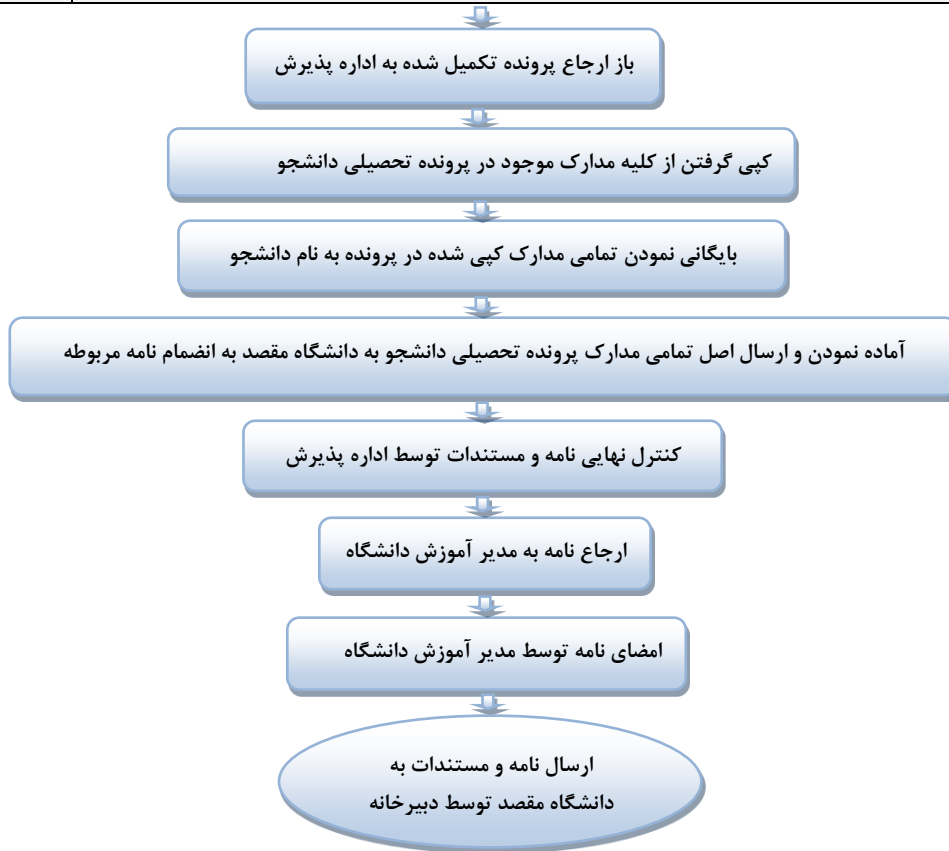 باز ارجاع پرونده تکمیل شده به اداره پذیرش
کپی گرفتن از کلیه مدارک موجود در پرونده تحصیلی دانشجو
بایگانی نمودن تمامی مدارک کپی شده در پرونده به نام دانشجو
آماده نمودن و ارسال اصل تمامی مدارک پرونده تحصیلی دانشجو به دانشگاه مقصد به انضمام نامه مربوطه
کنترل نهایی نامه و مستندات توسط اداره پذیرش
ارجاع نامه به مدیر آموزش دانشگاه
امضای نامه توسط مدیر آموزش دانشگاه
ارسال نامه و مستندات به
دانشگاه مقصد توسط دبیرخانه